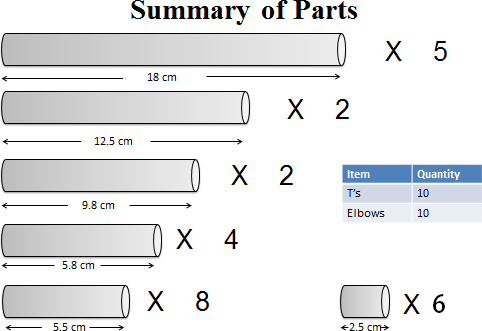 Summary of Parts
X 5
18 cm
X 2
12.5 cm
X 2
9.8 cm
Item Quantity
T's 10
Elbows 10
X 4
5.8 cm
X 8
5.5 cm
X 6
2.5 cm